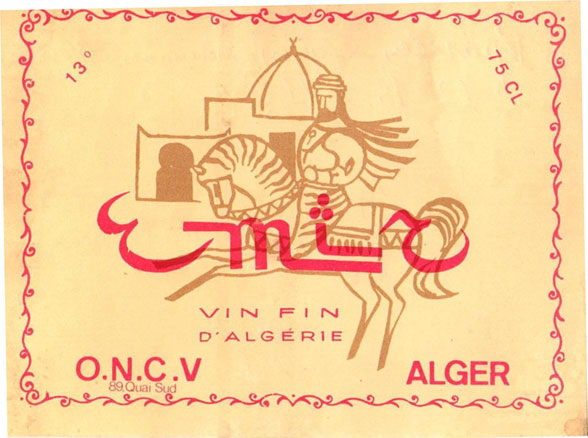 13°
75 CL
Emir
VIN FIN
D'ALGÉRIE
O.N.C.V
89.Quai Sud
ALGER